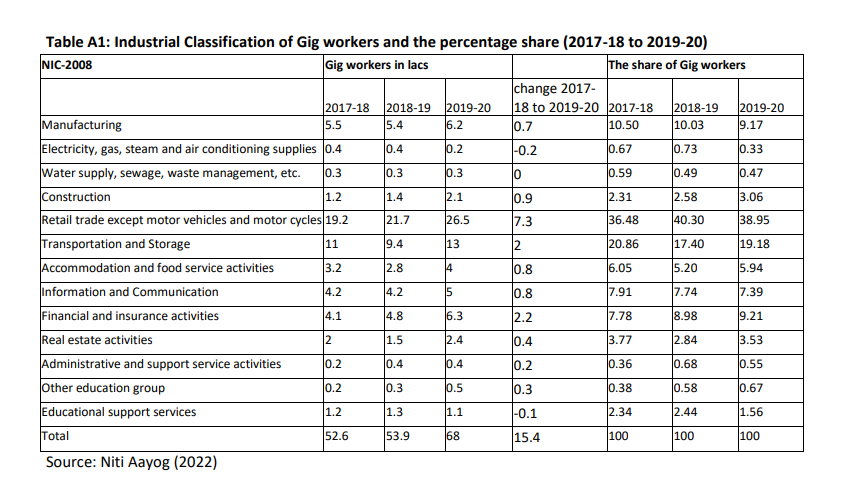 Table A1: Industrial Classification of Gig workers and the percentage share (2017-18 to 2019-20)
NIC-2008 Gig workers in lacs The share of Gig workers
2017-18 2018-19 2019-20 change 2017-18 to 2019-20 2017-18 2018-19 2019-20
Manufacturing 5.5 5.4 6.2 0.7 10.50 10.03 9.17
Electricity, gas, steam and air conditioning supplies 0.4 0.4 0.2 -0.2 0.67 0.73 0.33
Water supply, sewage, waste management, etc. 0.3 0.3 0.3 0 0.59 0.49 0.47
Construction 1.2 1.4 2.1 0.9 2.31 2.58 3.06
Retail trade except motor vehicles and motor cycles 19.2 21.7 26.5 7.3 36.48 40.30 38.95
Transportation and Storage 11 9.4 13 2 20.86 17.40 19.18
Accommodation and food service activities 3.2 2.8 4 0.8 6.05 5.20 5.94
Information and Communication 4.2 4.2 5 0.8 7.91 7.74 7.39
Financial and insurance activities 4.1 4.8 6.3 2.2 7.78 8.98 9.21
Real estate activities 2 1.5 2.4 0.4 3.77 2.84 3.53
Administrative and support service activities 0.2 0.4 0.4 0.2 0.36 0.68 0.55
Other education group 0.2 0.3 0.5 0.3 0.38 0.58 0.67
Educational support services 1.2 1.3 1.1 -0.1 2.34 2.44 1.56
Total 52.6 53.9 68 15.4 100 100 100
Source: Niti Aayog (2022)